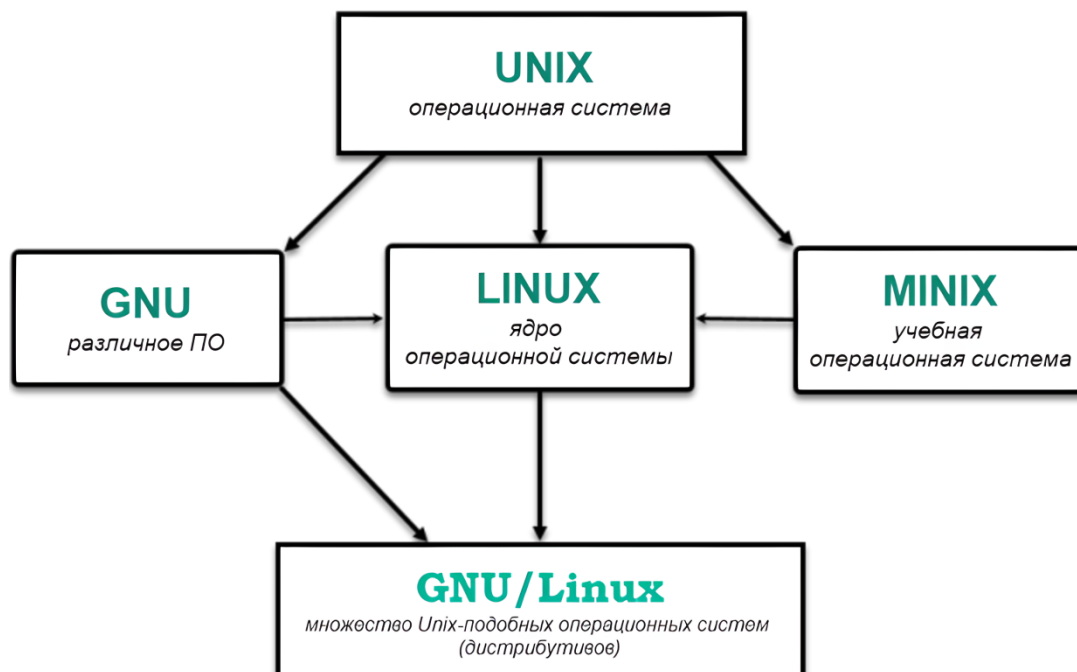 UNIX
операционная система
GNU
различное ПО
LINUX
ядро
операционной системы
MINIX
учебная
операционная система
GNU/Linux
множество Unix-подобных операционных систем
(дистрибутивов)